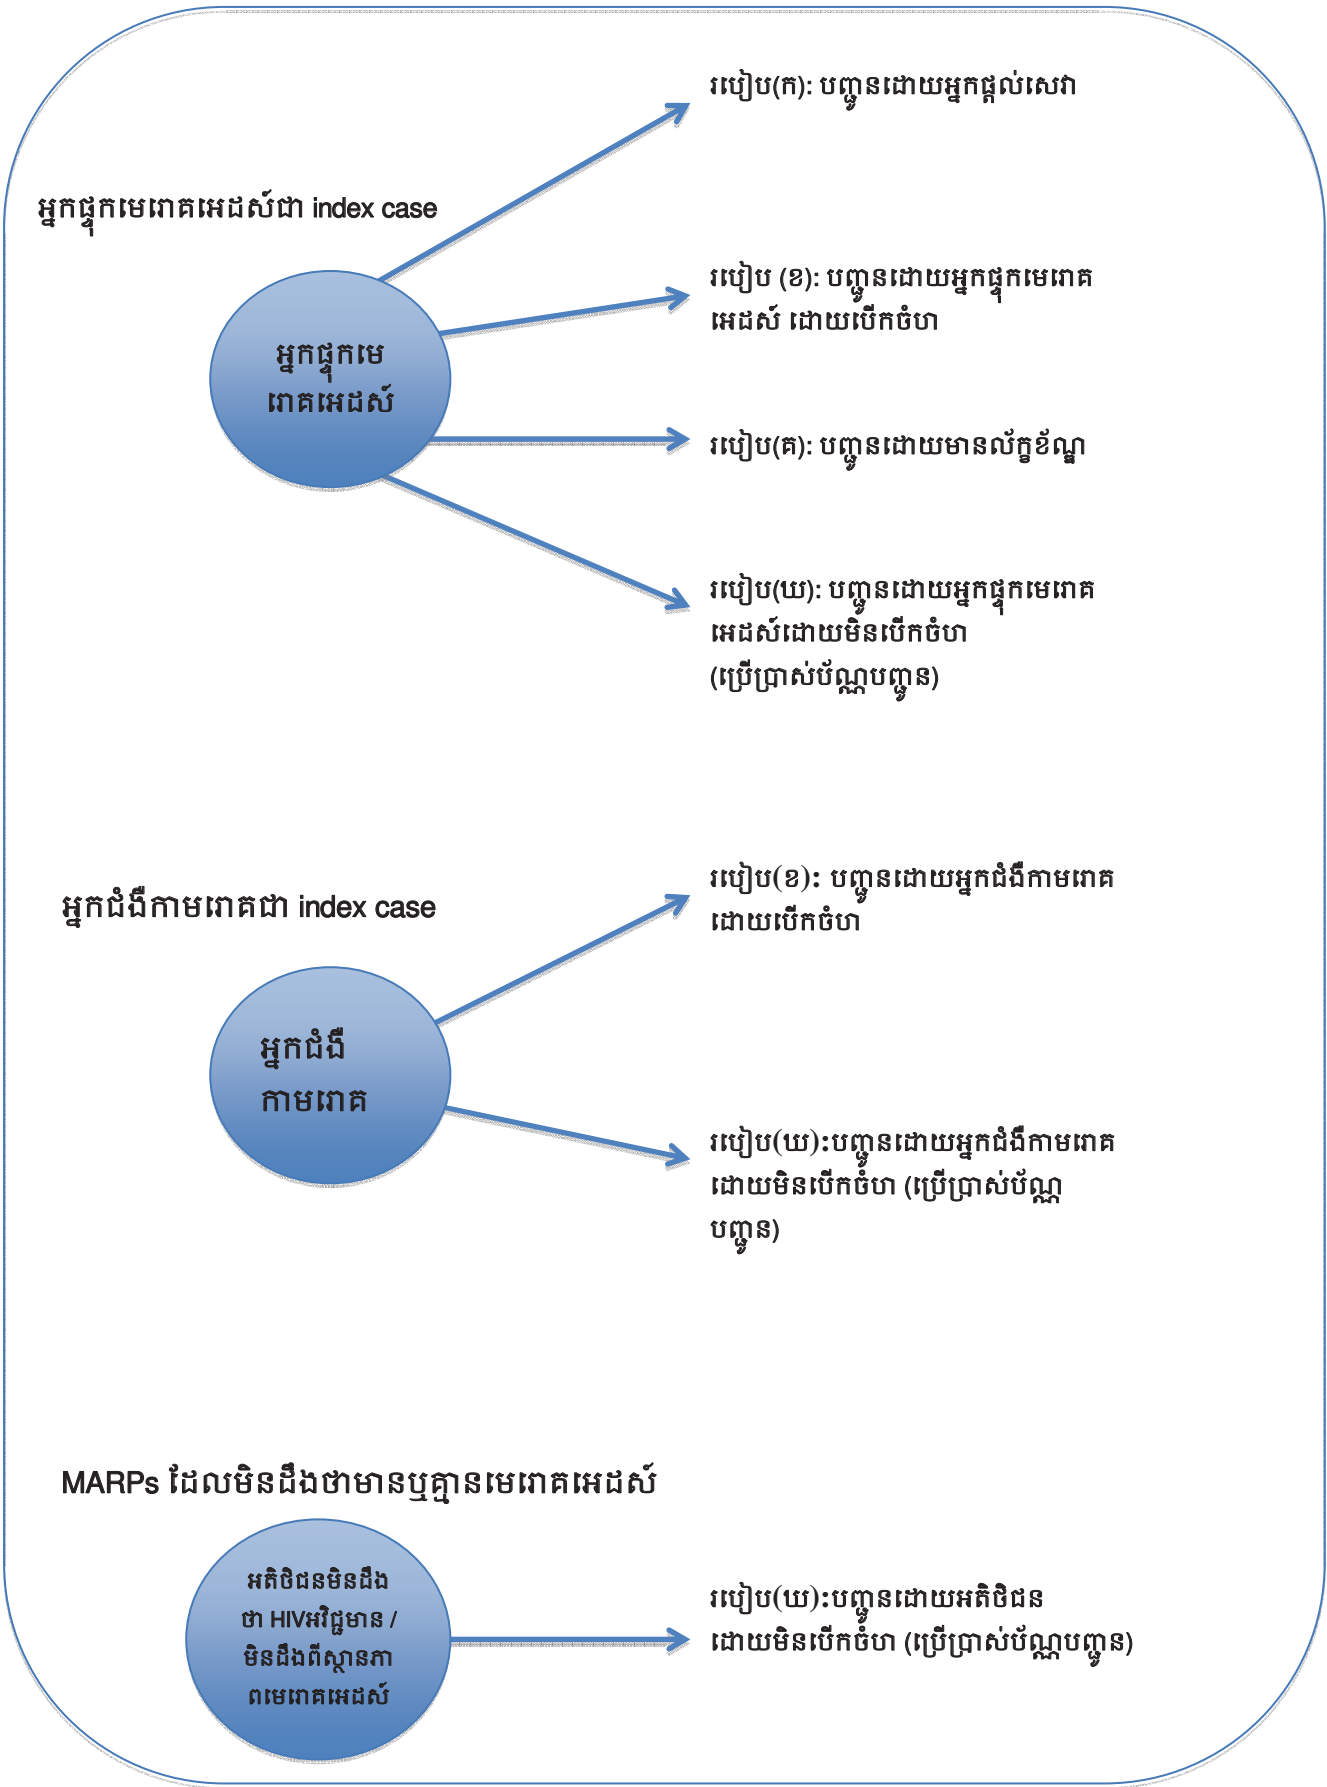 របៀប(ក): បញ្ជូនដោយអ្នកផ្តល់សេវា
អ្នកផ្ទុកមេរោគអេដស៍ជា index case
របៀប (ខ): បញ្ជូនដោយអ្នកផ្ទុកមេរោគ
អេដស៍ ដោយបើកចំហ
អ្នកផ្ទុកមេ
រោគអេដស៍
របៀប(គ): បញ្ជូនដោយមានល័ក្ខខ័ណ្ឌ
របៀប(ឃ): បញ្ជូនដោយអ្នកផ្ទុកមេរោគ
អេដស៍ដោយមិនបើកចំហ
(ប្រើប្រាស់ប័ណ្ណបញ្ជូន)
របៀប(ខ): បញ្ជូនដោយអ្នកជំងឺកាមរោគ
ដោយបើកចំហ
អ្នកជំងឺកាមរោគជា index case
អ្នកជំងឺ
កាមរោគ
របៀប(ឃ):បញ្ជូនដោយអ្នកជំងឺកាមរោគ
ដោយមិនបើកចំហ (ប្រើប្រាស់ប័ណ្ណ
បញ្ជូន)
MARPs ដែលមិនដឹងថាមានឬគ្មានមេរោគអេដស៍
អតិថិជនមិនដឹង
ថា HIVអវិជ្ជមាន /
មិនដឹងពីស្ថានភា
ពមេរោគអេដស៍
របៀប(ឃ):បញ្ជូនដោយអតិថិជន
ដោយមិនបើកចំហ (ប្រើប្រាស់ប័ណ្ណបញ្ជូន)